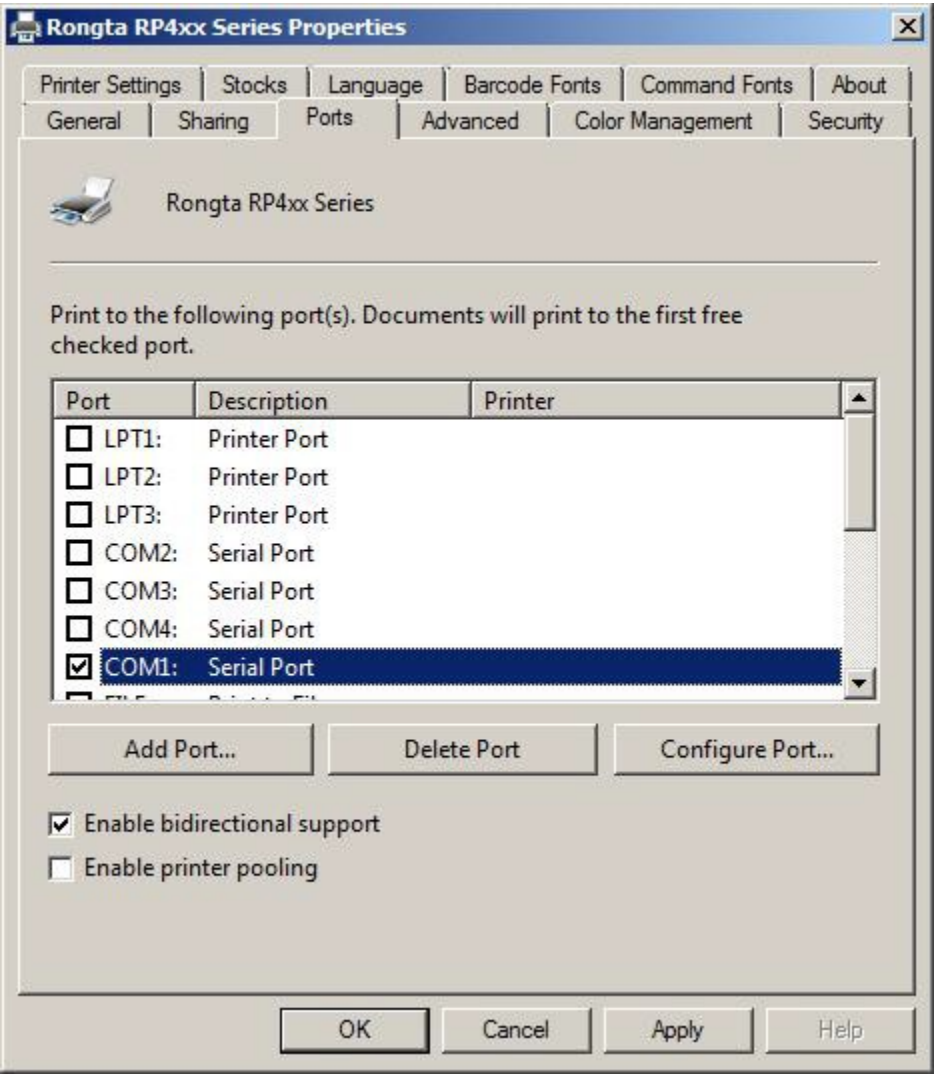 Rongta RP4xx Series Properties
Printer Settings Stocks Language Barcode Fonts Command Fonts About
General Sharing Ports Advanced Color Management Security
Rongta RP4xx Series
Print to the following port(s). Documents will print to the first free
checked port.
Port Description Printer
LPT1: Printer Port
LPT2: Printer Port
LPT3: Printer Port
COM2: Serial Port
COM3: Serial Port
COM4: Serial Port
COM1: Serial Port
Add Port... Delete Port Configure Port...
Enable bidirectional support
Enable printer pooling
OK Cancel Apply Help